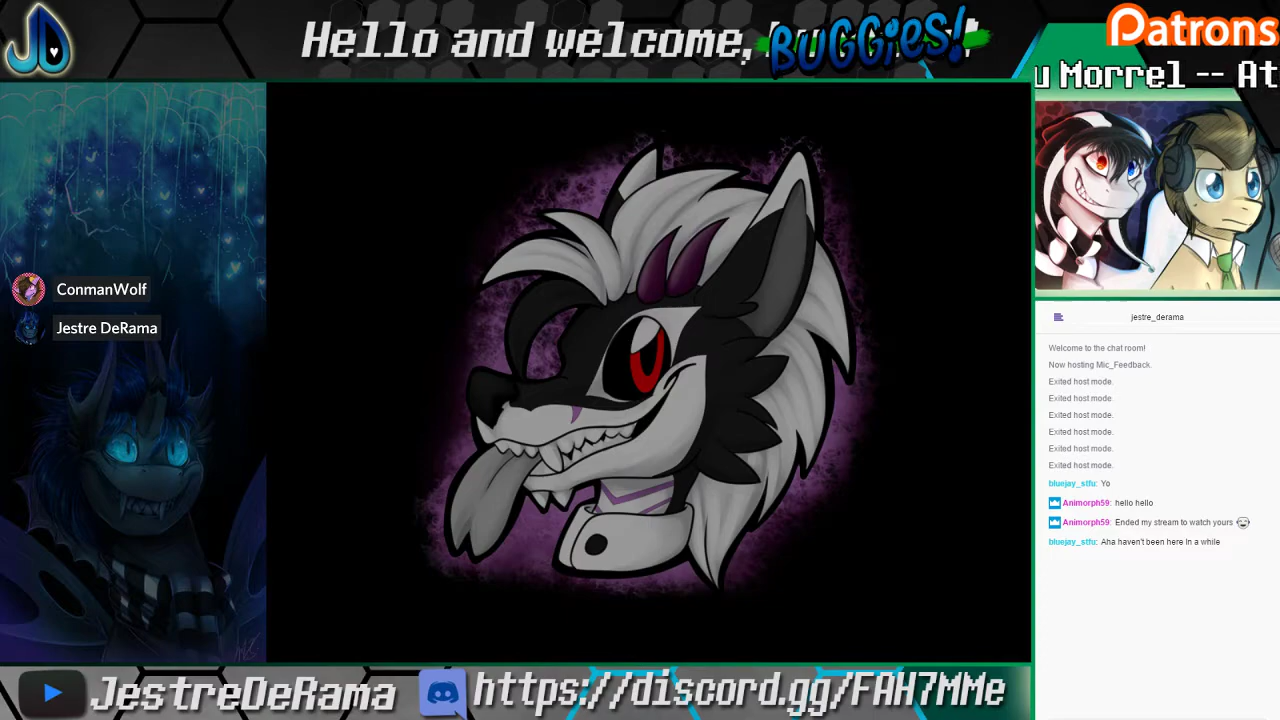 Hello and welcome, BUGGiES!
Patrons
u Morrel -- At
ConmanWolf
Jestre DeRama
jestre_derama
Welcome to the chat room!
Now hosting Mic_Feedback.
Exited host mode.
Exited host mode.
Exited host mode.
Exited host mode.
Exited host mode.
Exited host mode.
bluejay_stfu: Yo
Animorph59: hello hello
Animorph59: Ended my stream to watch yours
bluejay_stfu: Aha haven't been here in a while
JestreDeRama
https://discord.gg/FAH7MMe